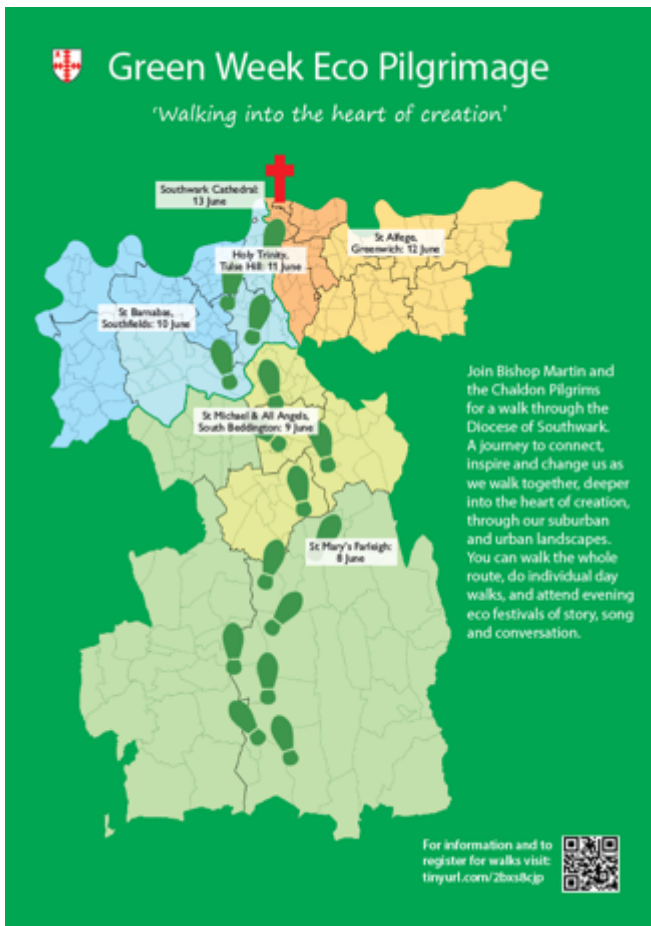 Green Week Eco Pilgrimage
'Walking into the heart of creation'
Southwark Cathedral:
13 June
St Alfege,
Greenwich: 12 June
Holy Trinity,
Tulse Hill: 11 June
St Barnabas,
Southfields: 10 June
St Michael & All Angels,
South Beddington: 9 June
St Mary's Farleigh:
8 June
Join Bishop Martin and
the Chaldon Pilgrims
for a walk through the
Diocese of Southwark.
A journey to connect,
inspire and change us as
we walk together, deeper
into the heart of creation,
through our suburban
and urban landscapes.
You can walk the whole
route, do individual day
walks, and attend evening
eco festivals of story, song
and conversation.
For information and to
register for walks visit:
tinyurl.com/2bxs8cjp